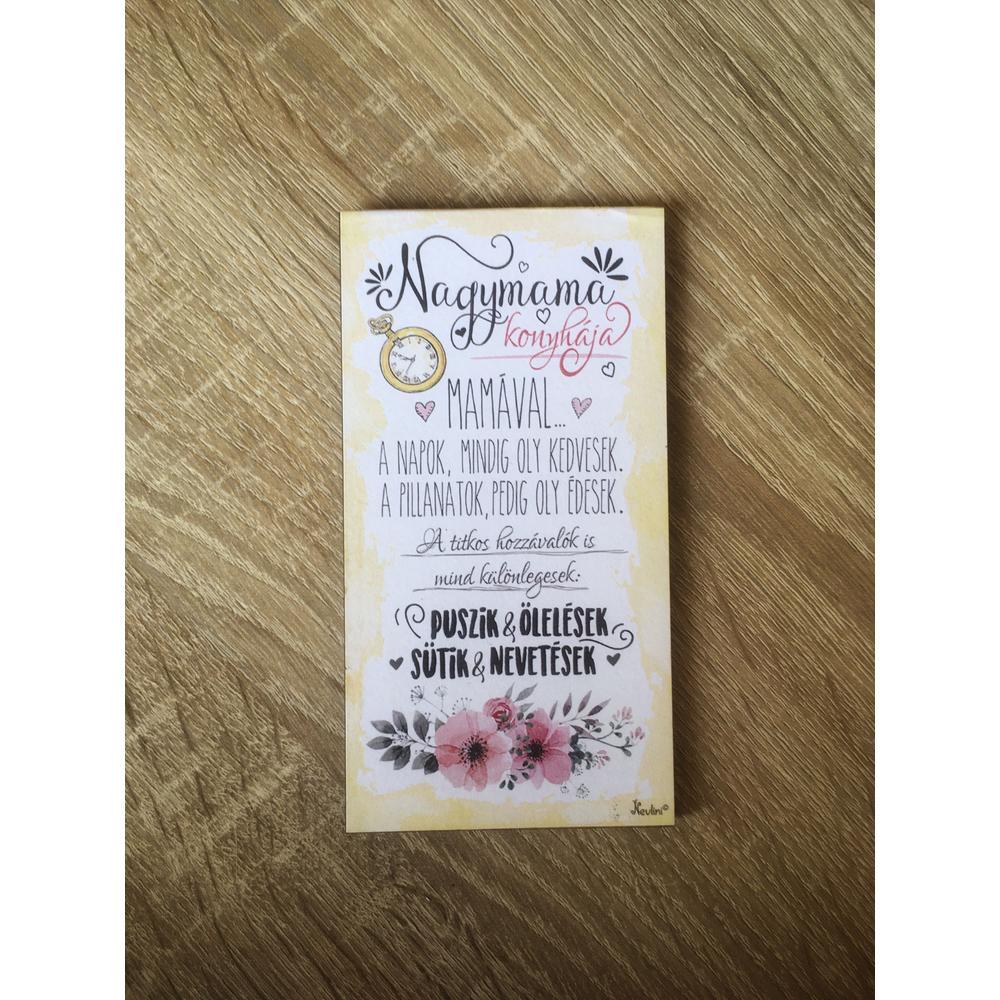 Nagymama
konyhája
MAMÁVAL...
A NAPOK, MINDIG OLY KEDVESEK.
A PILLANATOK, PEDIG OLY ÉDESEK.
A titkos hozzávalók is
mind különlegesek:
PUSZIK & ÖLELÉSEK
SÜTIK & NEVETÉSEK
Kevlini©